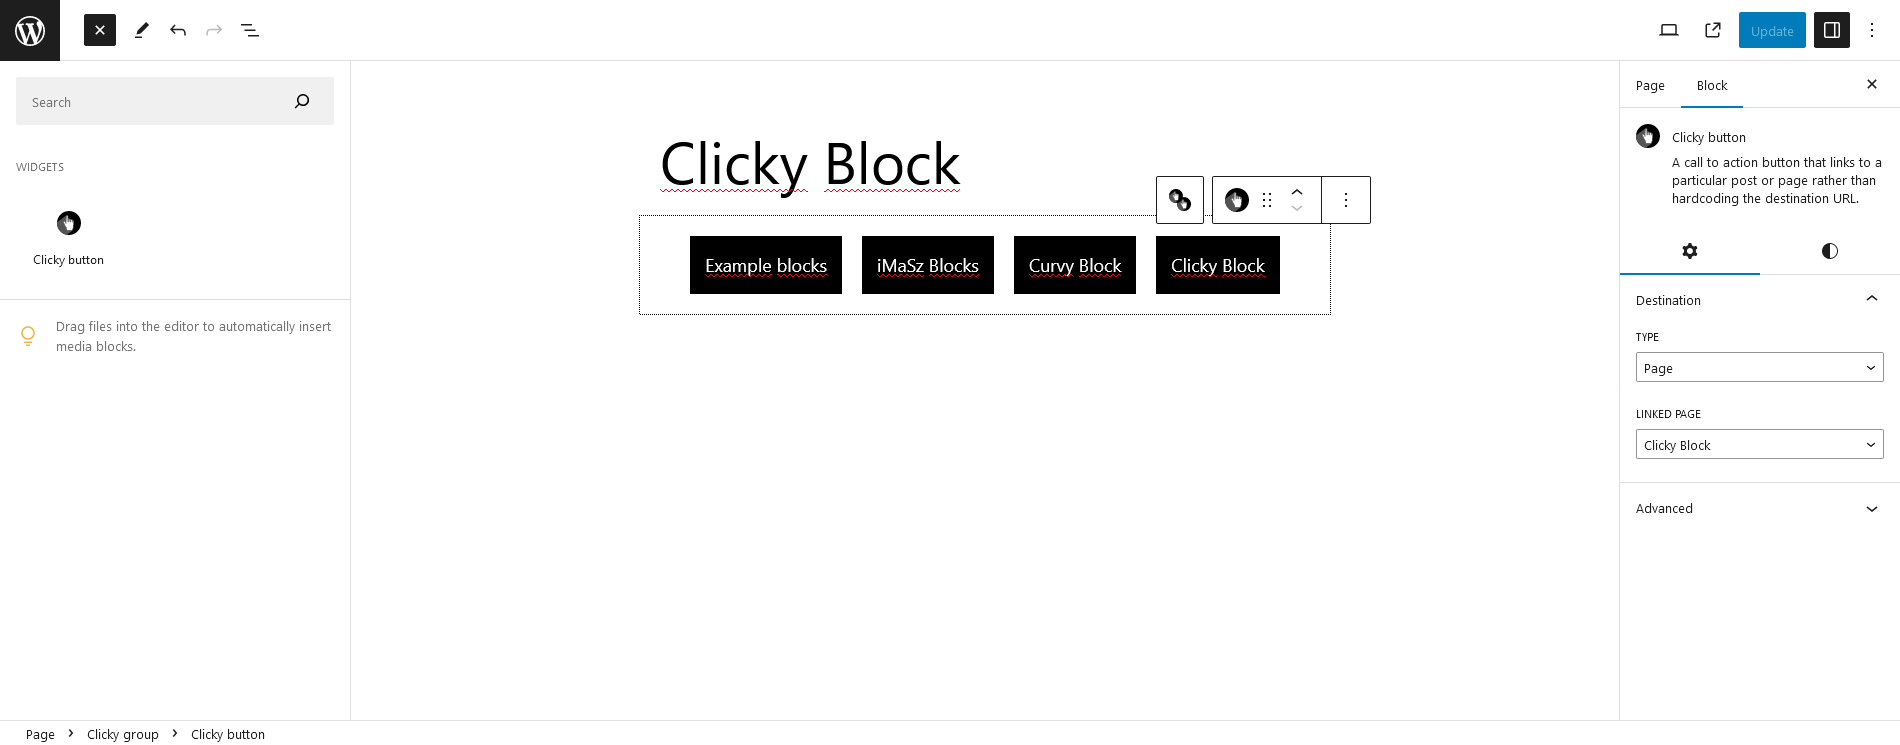 Update
Search
WIDGETS
Clicky button
Drag files into the editor to automatically insert
media blocks.
Clicky Block
Example blocks
iMaSz Blocks
Curvy Block
Clicky Block
Page
Block
Clicky button
A call to action button that links to a
particular post or page rather than
hardcoding the destination URL.
Destination
TYPE
Page
LINKED PAGE
Clicky Block
Advanced
Page
Clicky group
Clicky button